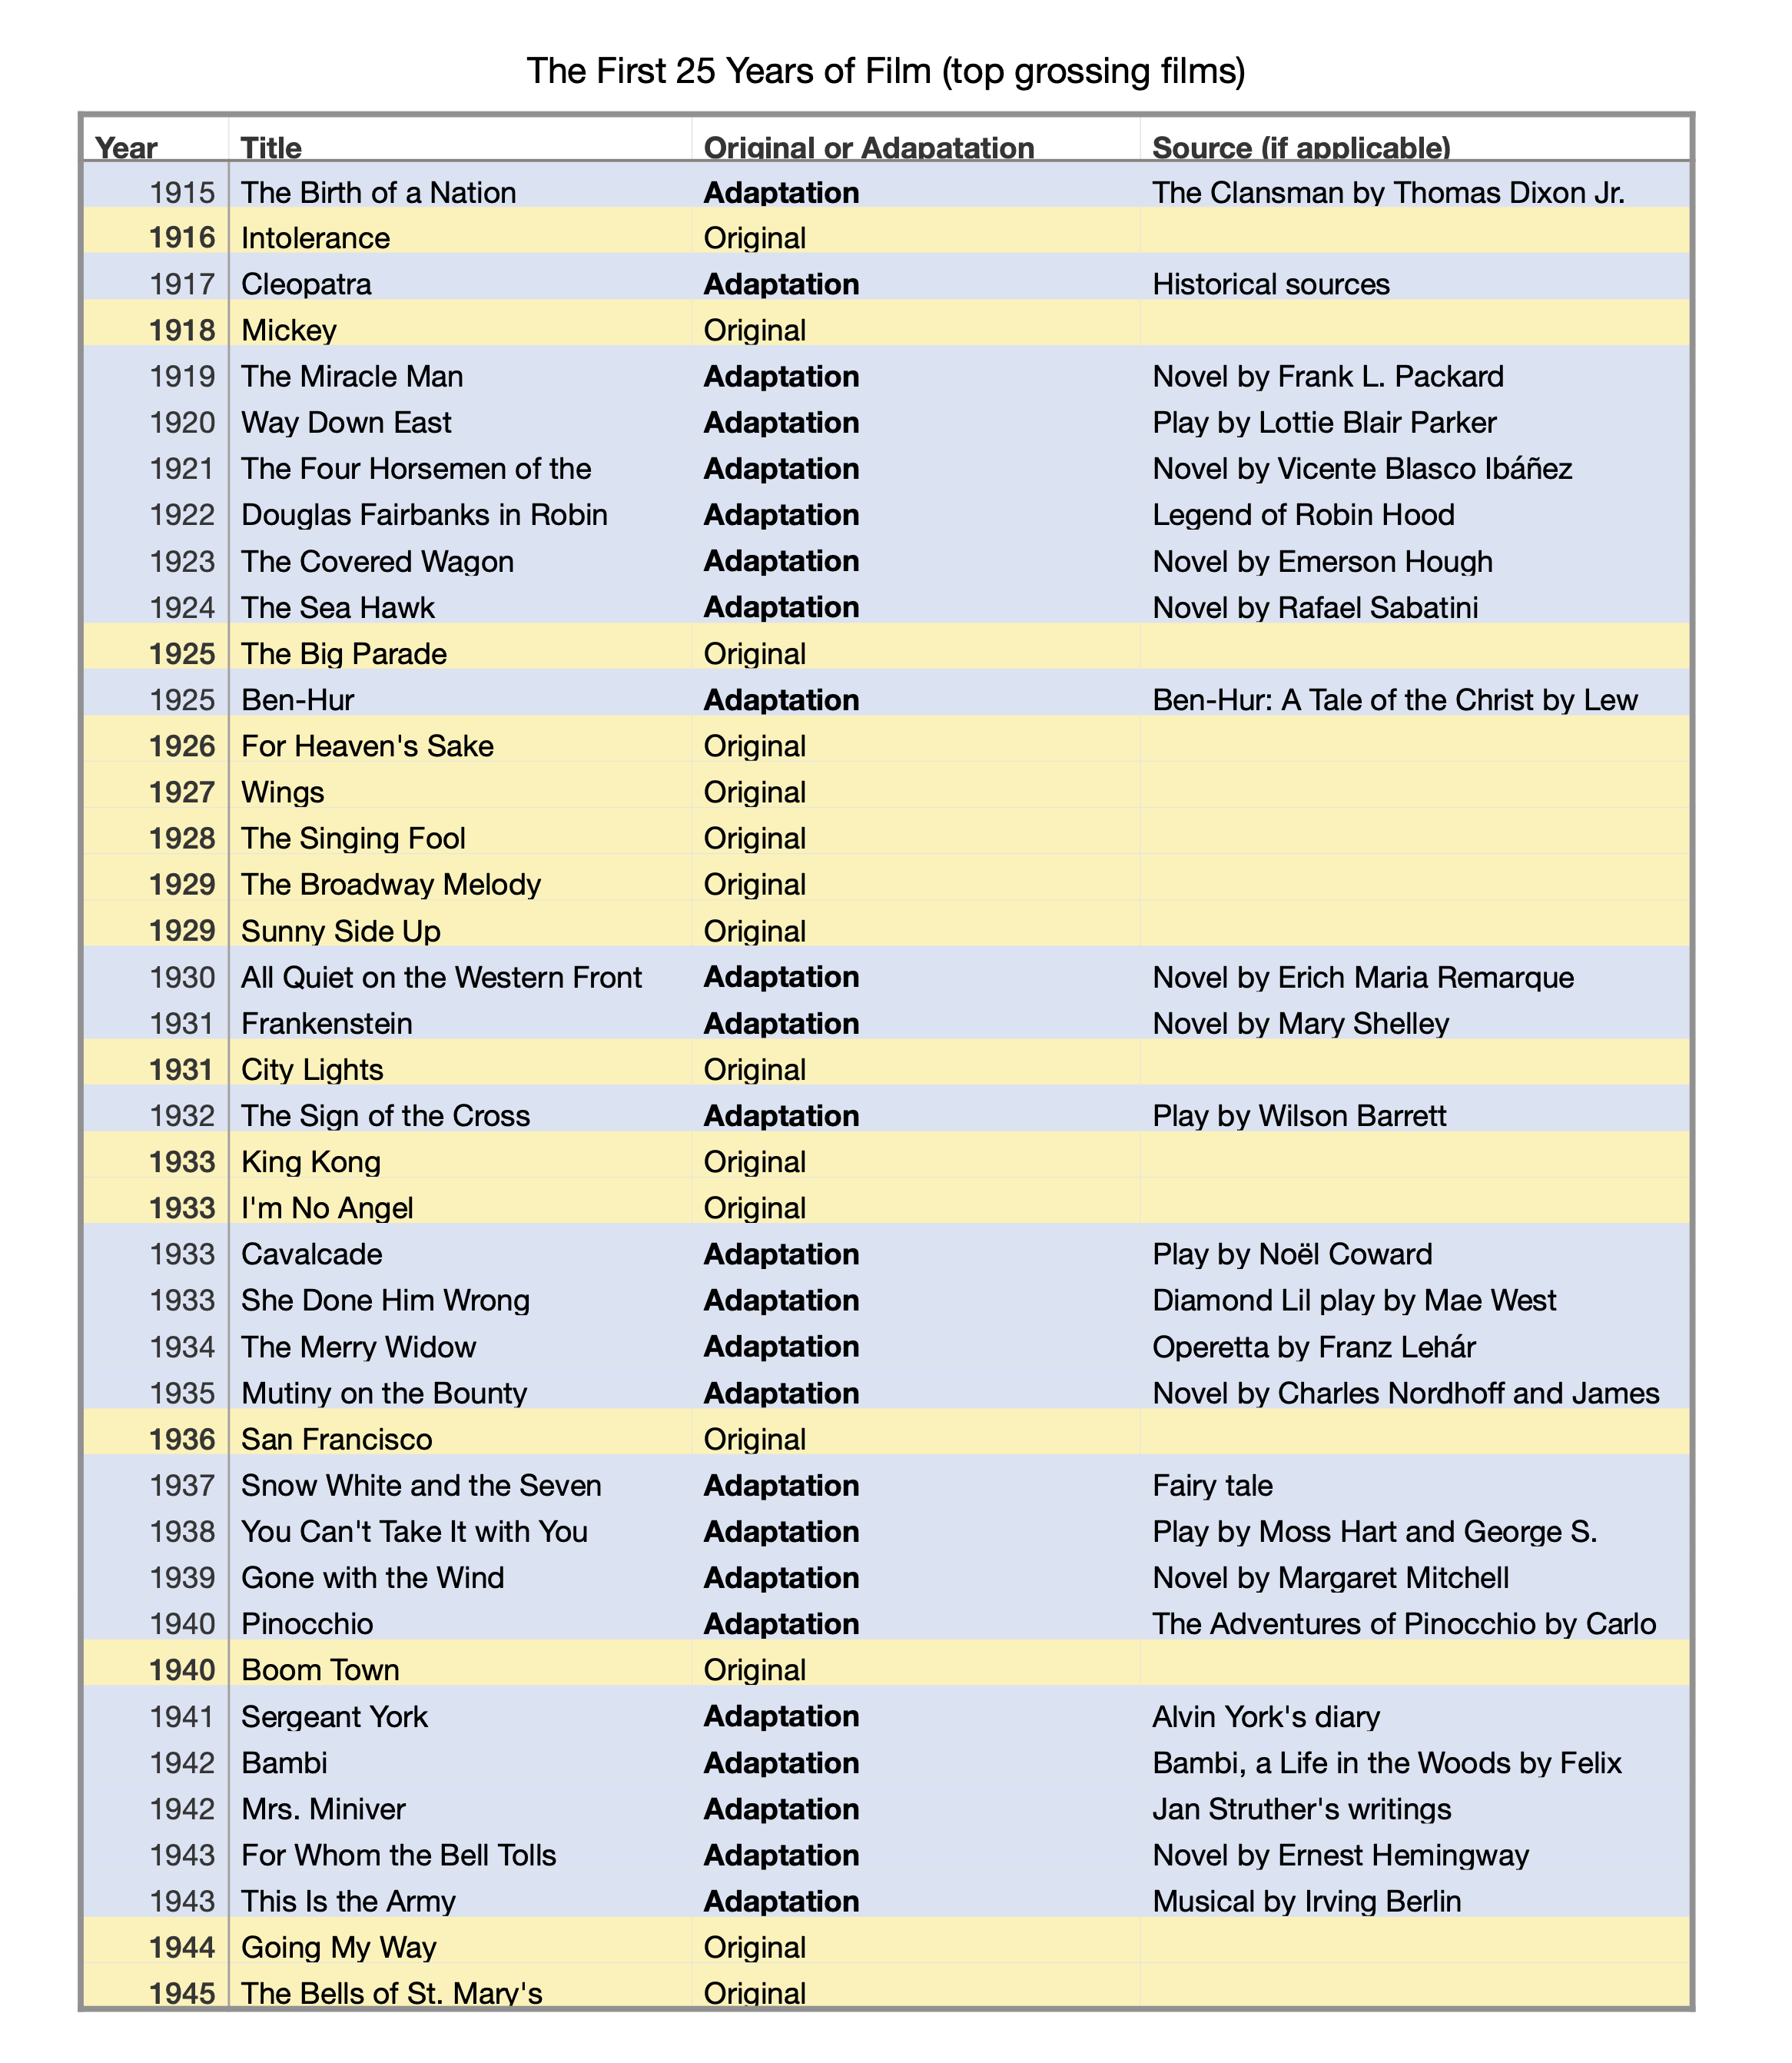 The First 25 Years of Film (top grossing films)
Year Title Original or Adapatation Source (if applicable)
1915 The Birth of a Nation Adaptation The Clansman by Thomas Dixon Jr.
1916 Intolerance Original
1917 Cleopatra Adaptation Historical sources
1918 Mickey Original
1919 The Miracle Man Adaptation Novel by Frank L. Packard
1920 Way Down East Adaptation Play by Lottie Blair Parker
1921 The Four Horsemen of the Adaptation Novel by Vicente Blasco Ibáñez
1922 Douglas Fairbanks in Robin Adaptation Legend of Robin Hood
1923 The Covered Wagon Adaptation Novel by Emerson Hough
1924 The Sea Hawk Adaptation Novel by Rafael Sabatini
1925 The Big Parade Original
1925 Ben-Hur Adaptation Ben-Hur: A Tale of the Christ by Lew
1926 For Heaven's Sake Original
1927 Wings Original
1928 The Singing Fool Original
1929 The Broadway Melody Original
1929 Sunny Side Up Original
1930 All Quiet on the Western Front Adaptation Novel by Erich Maria Remarque
1931 Frankenstein Adaptation Novel by Mary Shelley
1931 City Lights Original
1932 The Sign of the Cross Adaptation Play by Wilson Barrett
1933 King Kong Original
1933 I'm No Angel Original
1933 Cavalcade Adaptation Play by Noël Coward
1933 She Done Him Wrong Adaptation Diamond Lil play by Mae West
1934 The Merry Widow Adaptation Operetta by Franz Lehár
1935 Mutiny on the Bounty Adaptation Novel by Charles Nordhoff and James
1936 San Francisco Original
1937 Snow White and the Seven Adaptation Fairy tale
1938 You Can't Take It with You Adaptation Play by Moss Hart and George S.
1939 Gone with the Wind Adaptation Novel by Margaret Mitchell
1940 Pinocchio Adaptation The Adventures of Pinocchio by Carlo
1940 Boom Town Original
1941 Sergeant York Adaptation Alvin York's diary
1942 Bambi Adaptation Bambi, a Life in the Woods by Felix
1942 Mrs. Miniver Adaptation Jan Struther's writings
1943 For Whom the Bell Tolls Adaptation Novel by Ernest Hemingway
1943 This Is the Army Adaptation Musical by Irving Berlin
1944 Going My Way Original
1945 The Bells of St. Mary's Original